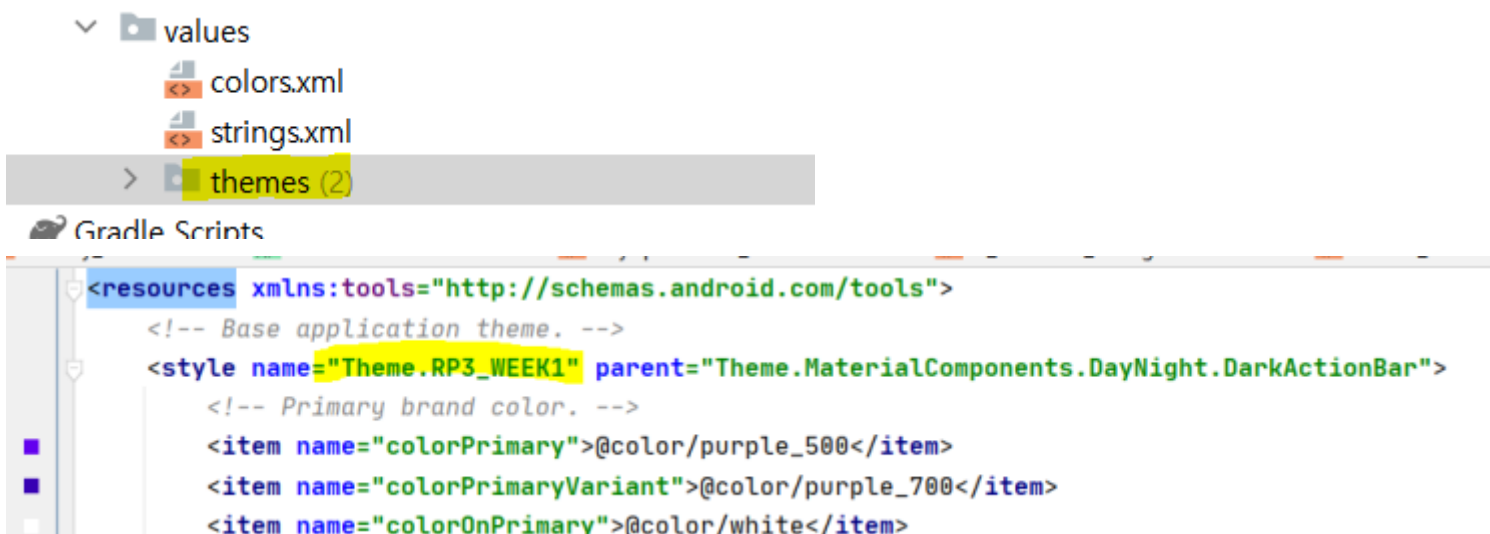 values
colors.xml
strings.xml
themes (2)
Gradle Scripts
<resources xmlns:tools="http://schemas.android.com/tools">
<!-- Base application theme. -->
<style name="Theme.RP3_WEEK1" parent="Theme.MaterialComponents.DayNight.DarkActionBar">
<!-- Primary brand color. -->
<item name="colorPrimary">@color/purple_500</item>
<item name="colorPrimaryVariant">@color/purple_700</item>
<item name="colorOnPrimary">@color/white</item>